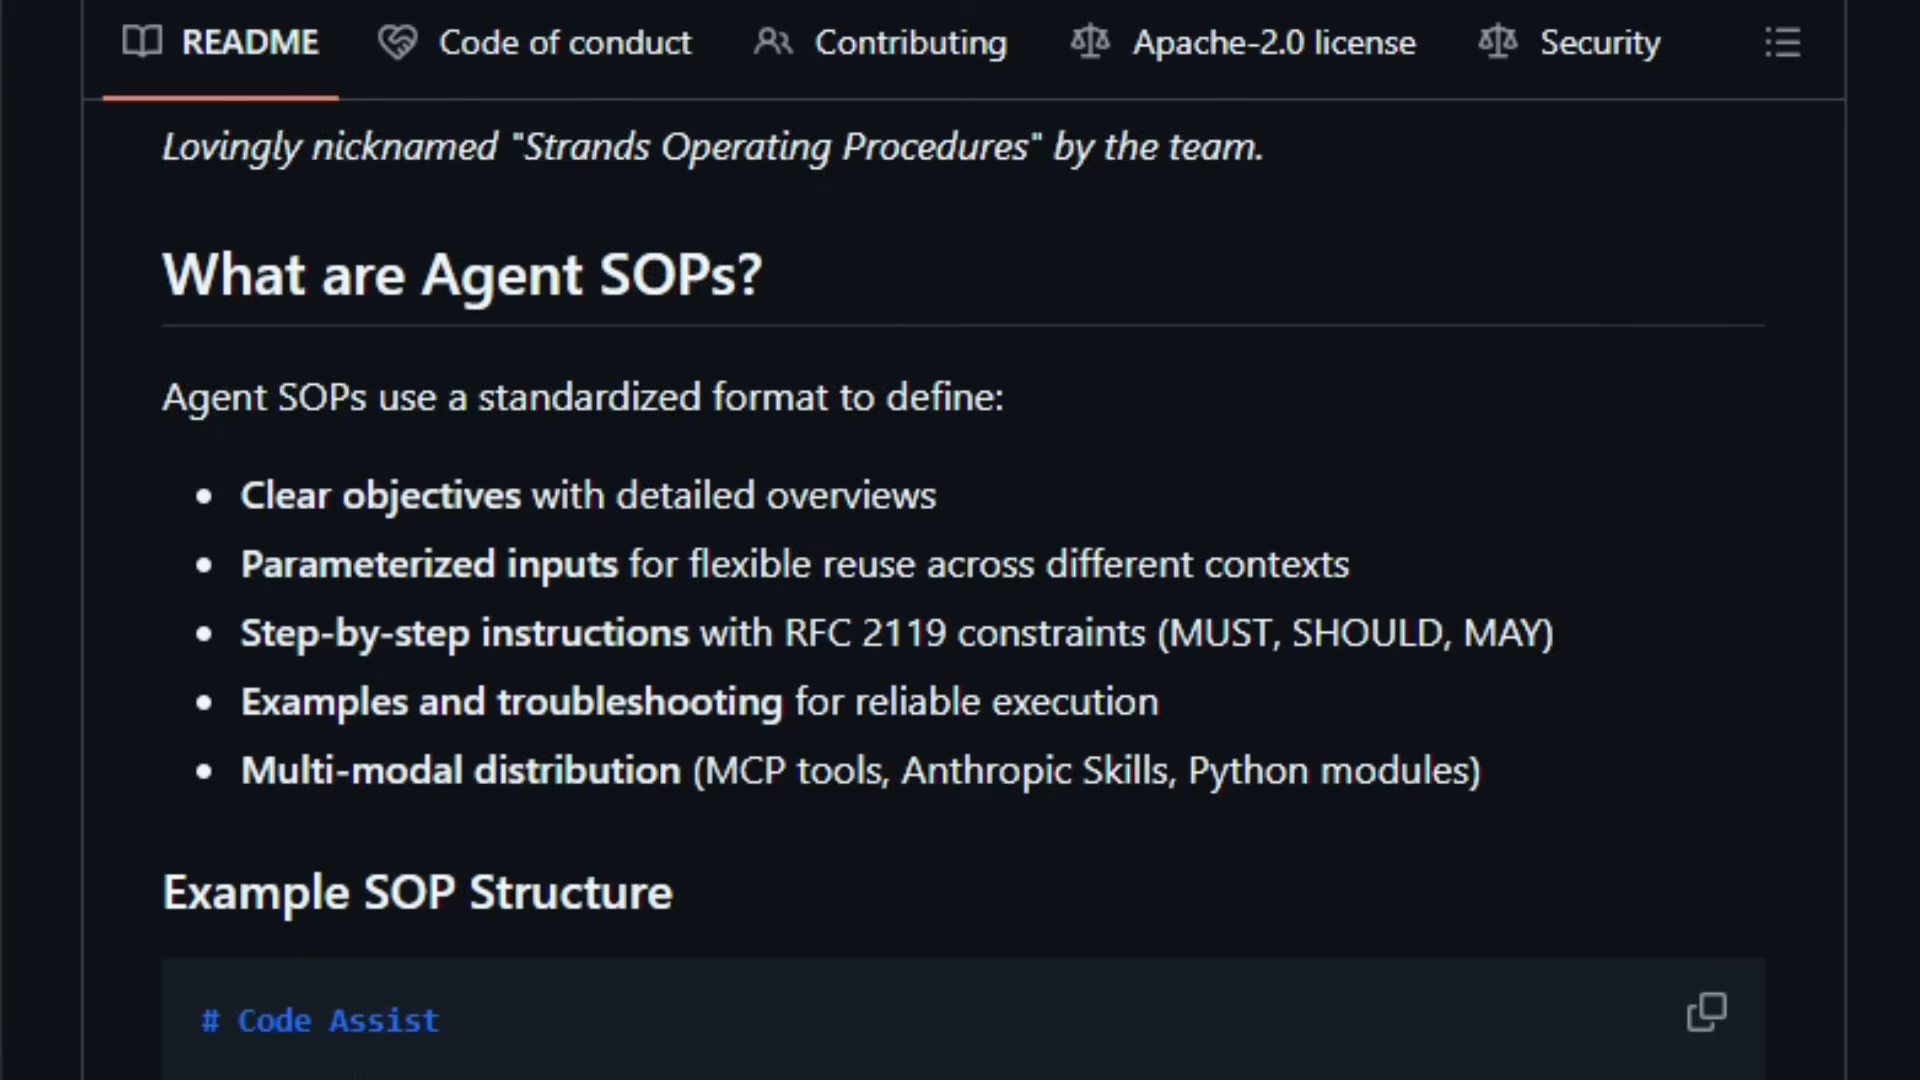 README Code of conduct Contributing Apache-2.0 license Security
Lovingly nicknamed "Strands Operating Procedures" by the team.
What are Agent SOPs?
Agent SOPs use a standardized format to define:
• Clear objectives with detailed overviews
• Parameterized inputs for flexible reuse across different contexts
• Step-by-step instructions with RFC 2119 constraints (MUST, SHOULD, MAY)
• Examples and troubleshooting for reliable execution
• Multi-modal distribution (MCP tools, Anthropic Skills, Python modules)
Example SOP Structure
# Code Assist